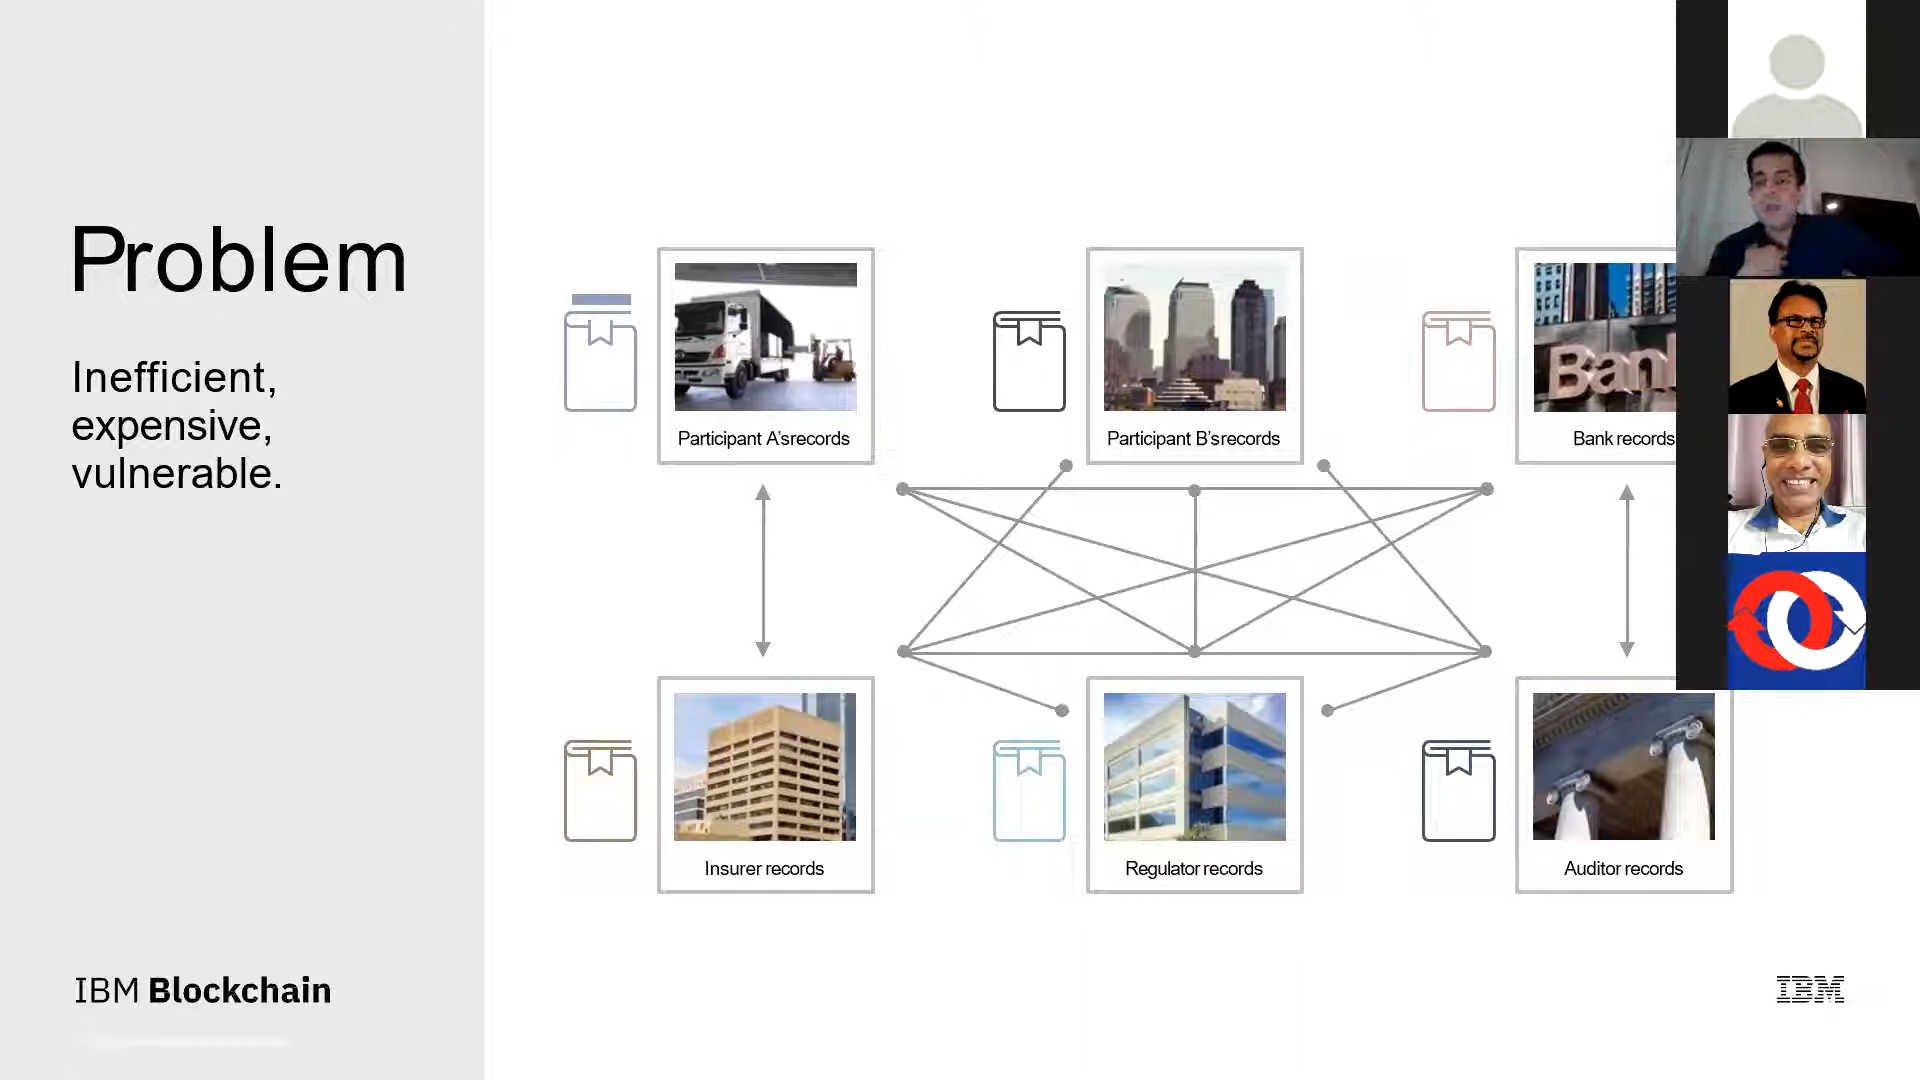 Problem
Inefficient,
expensive,
vulnerable.
Participant A'srecords
Participant B'srecords
Bank
Bank records
Insurer records
Regulator records
Auditor records
IBM Blockchain
IBM